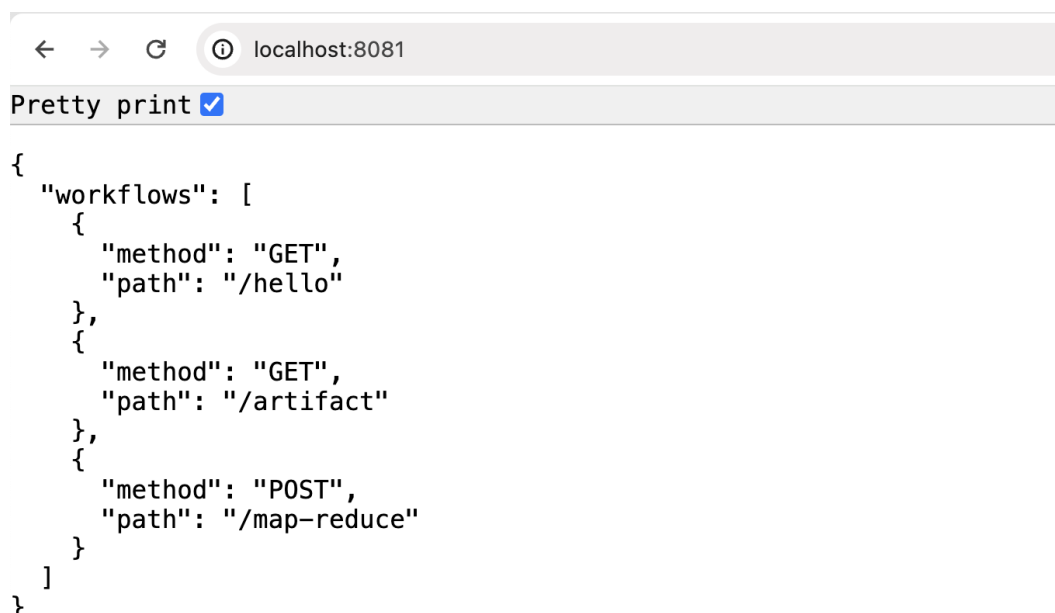 localhost:8081
Pretty print
{
  "workflows": [
    {
      "method": "GET",
      "path": "/hello"
    },
    {
      "method": "GET",
      "path": "/artifact"
    },
    {
      "method": "POST",
      "path": "/map-reduce"
    }
  ]
}